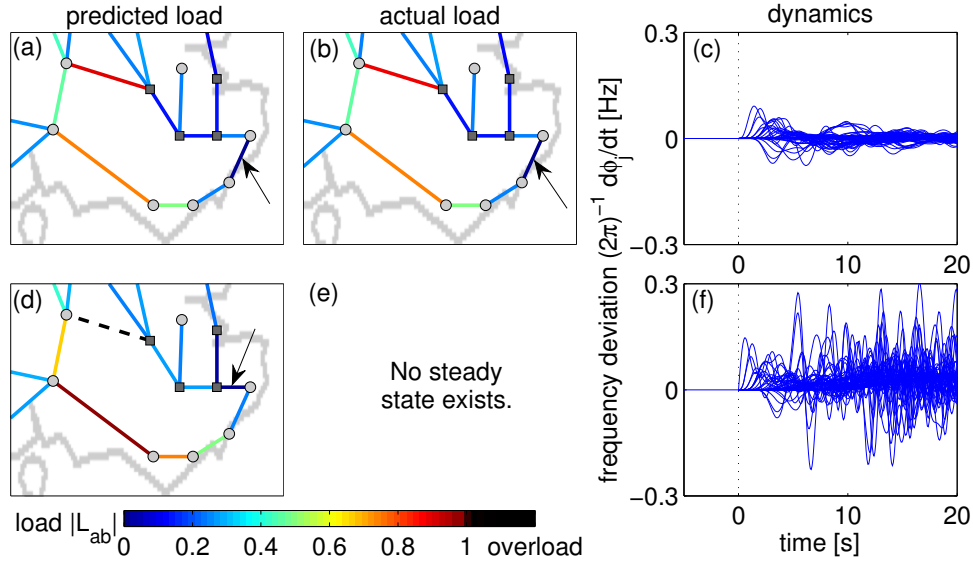 predicted load
actual load
dynamics
(a)
(b)
(c)
0.3
0
−0.3
0
10
20
(d)
(e)
No steady
state exists.
(f)
0.3
0
−0.3
0
10
20
time [s]
frequency deviation (2π)⁻¹ dϕⱼ/dt [Hz]
load |L_ab|
0
0.2
0.4
0.6
0.8
1
overload